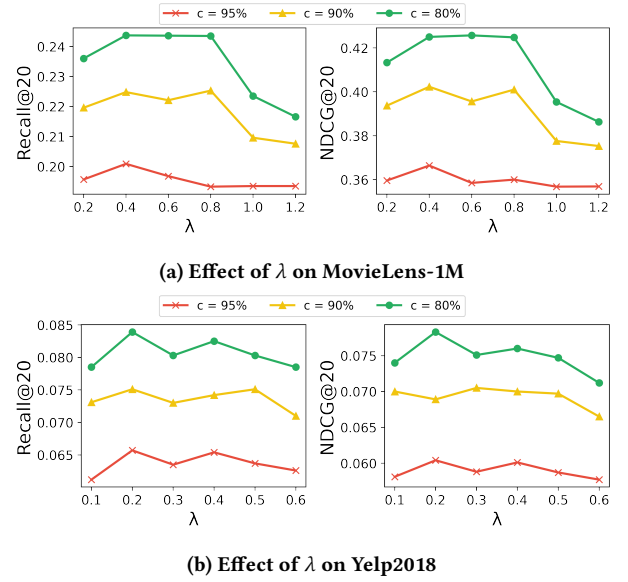 c = 95% c = 90% c = 80%
Recall@20
0.24
0.23
0.22
0.21
0.20
0.2 0.4 0.6 0.8 1.0 1.2
λ
NDCG@20
0.42
0.40
0.38
0.36
0.2 0.4 0.6 0.8 1.0 1.2
λ
(a) Effect of λ on MovieLens-1M
c = 95% c = 90% c = 80%
Recall@20
0.085
0.080
0.075
0.070
0.065
0.1 0.2 0.3 0.4 0.5 0.6
λ
NDCG@20
0.075
0.070
0.065
0.060
0.1 0.2 0.3 0.4 0.5 0.6
λ
(b) Effect of λ on Yelp2018